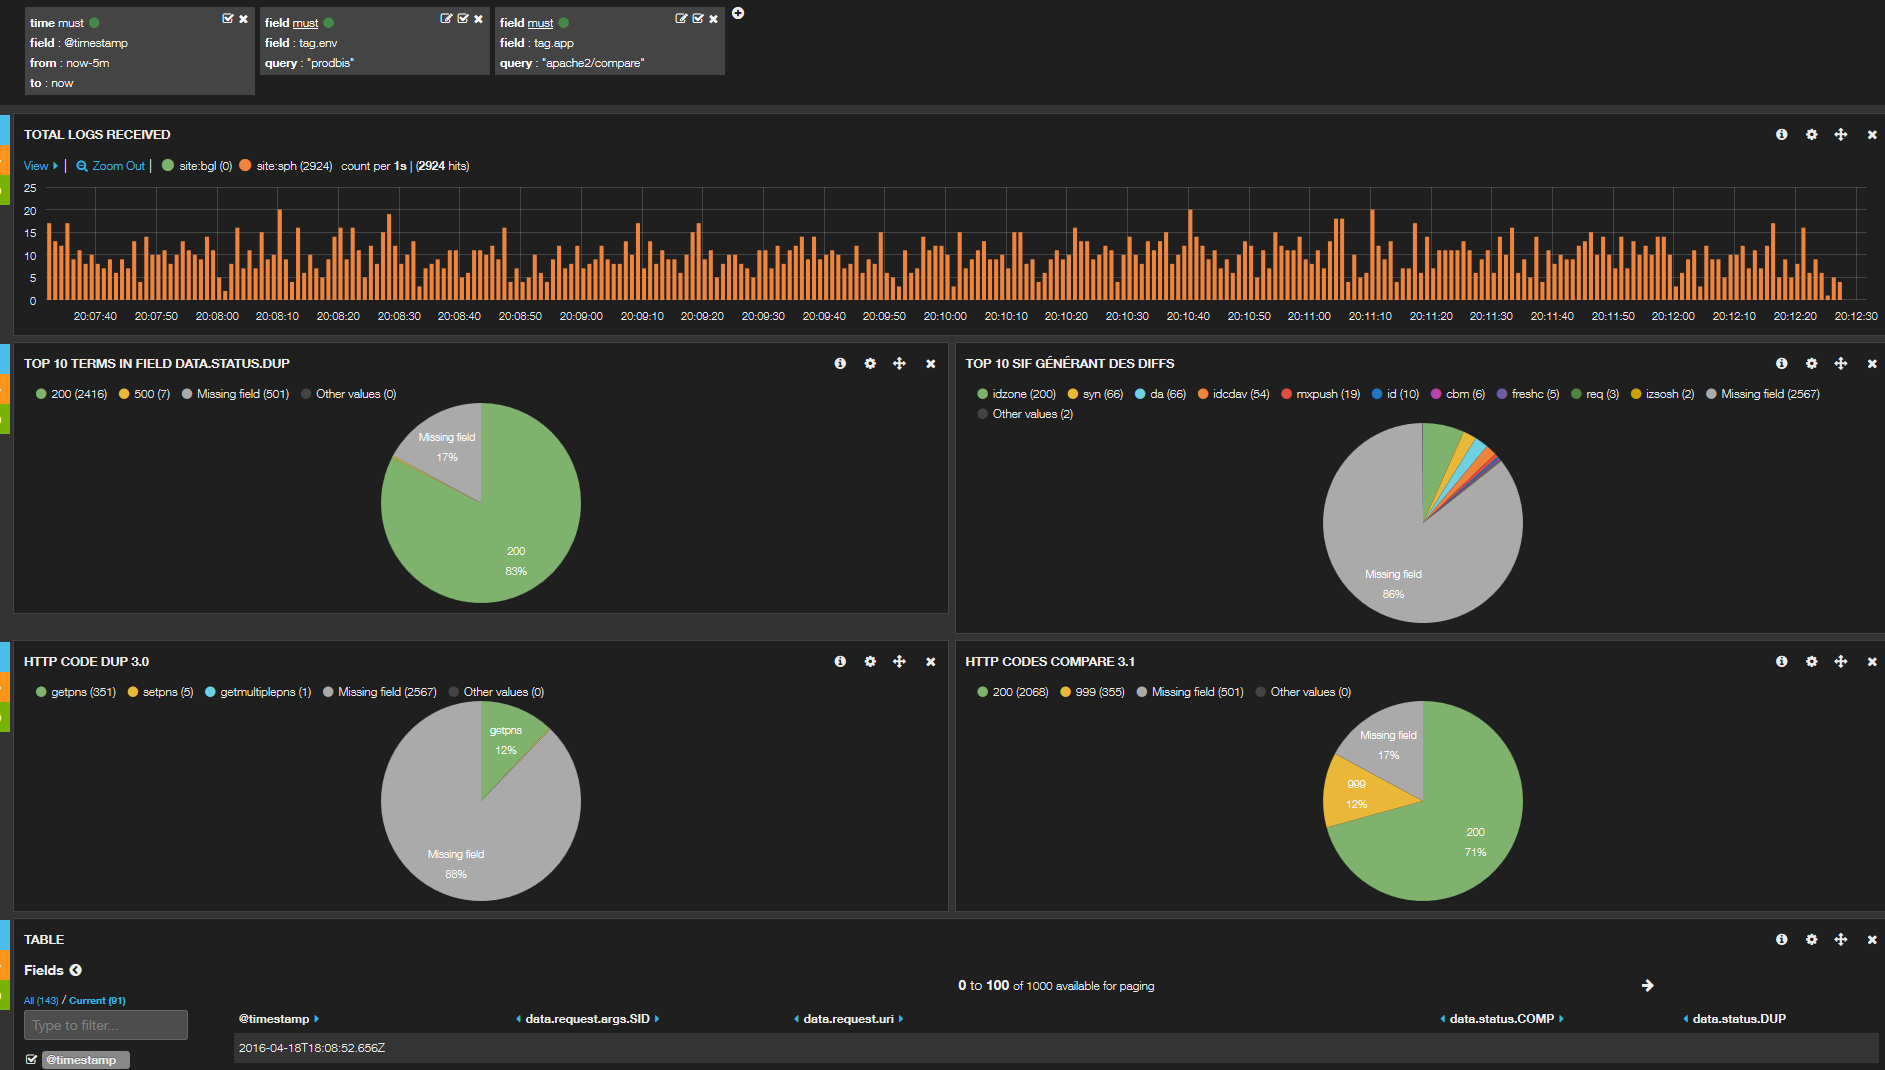 time must
field : @timestamp
from : now-5m
to : now
field must
field : tag.env
query : "prodbis"
field must
field : tag.app
query : "apache2/compare"
TOTAL LOGS RECEIVED
View | Zoom Out | site:bgl (0) site:sph (2924) count per 1s | (2924 hits)
25
20
15
10
5
0
20:07:40 20:07:50 20:08:00 20:08:10 20:08:20 20:08:30 20:08:40 20:08:50 20:09:00 20:09:10 20:09:20 20:09:30 20:09:40 20:09:50 20:10:00 20:10:10 20:10:20 20:10:30 20:10:40 20:10:50 20:11:00 20:11:10 20:11:20 20:11:30 20:11:40 20:11:50 20:12:00 20:12:10 20:12:20 20:12:30
TOP 10 TERMS IN FIELD DATA.STATUS.DUP
200 (2416) 500 (7) Missing field (501) Other values (0)
Missing field
17%
200
83%
TOP 10 SIF GÉNÉRANT DES DIFFS
idzone (200) syn (66) da (66) idcdav (54) mxpush (19) id (10) cbm (6) freshc (5) req (3) izsosh (2) Missing field (2567)
Other values (2)
Missing field
86%
HTTP CODE DUP 3.0
getpns (351) setpns (5) getmultiplepns (1) Missing field (2567) Other values (0)
getpns
12%
Missing field
88%
HTTP CODES COMPARE 3.1
200 (2068) 999 (355) Missing field (501) Other values (0)
Missing field
17%
999
12%
200
71%
TABLE
Fields
All (143) / Current (91)
Type to filter...
@timestamp
0 to 100 of 1000 available for paging
@timestamp data.request.args.SID data.request.uri data.status.COMP data.status.DUP
2016-04-18T18:08:52.656Z